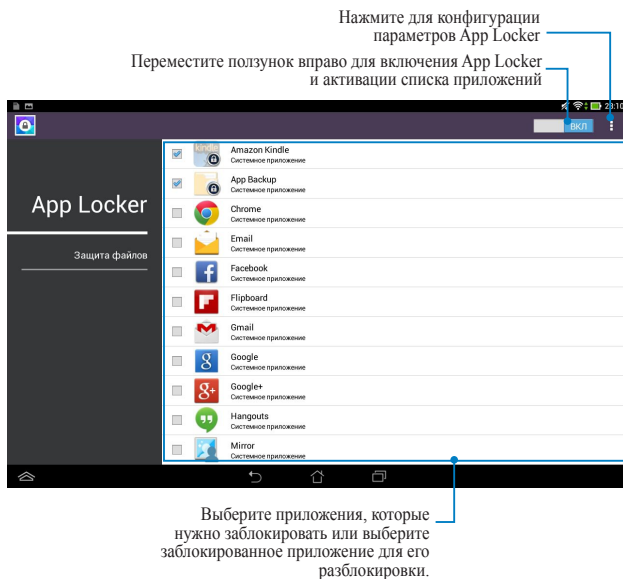 Нажмите для конфигурации
параметров App Locker
Переместите ползунок вправо для включения App Locker
и активации списка приложений
23:10
ВКЛ
App Locker
Защита файлов
kindle
Amazon Kindle
Системное приложение
App Backup
Системное приложение
Chrome
Системное приложение
Email
Системное приложение
Facebook
Системное приложение
Flipboard
Системное приложение
Gmail
Системное приложение
Google
Системное приложение
Google+
Системное приложение
Hangouts
Системное приложение
Mirror
Системное приложение
Выберите приложения, которые
нужно заблокировать или выберите
заблокированное приложение для его
разблокировки.